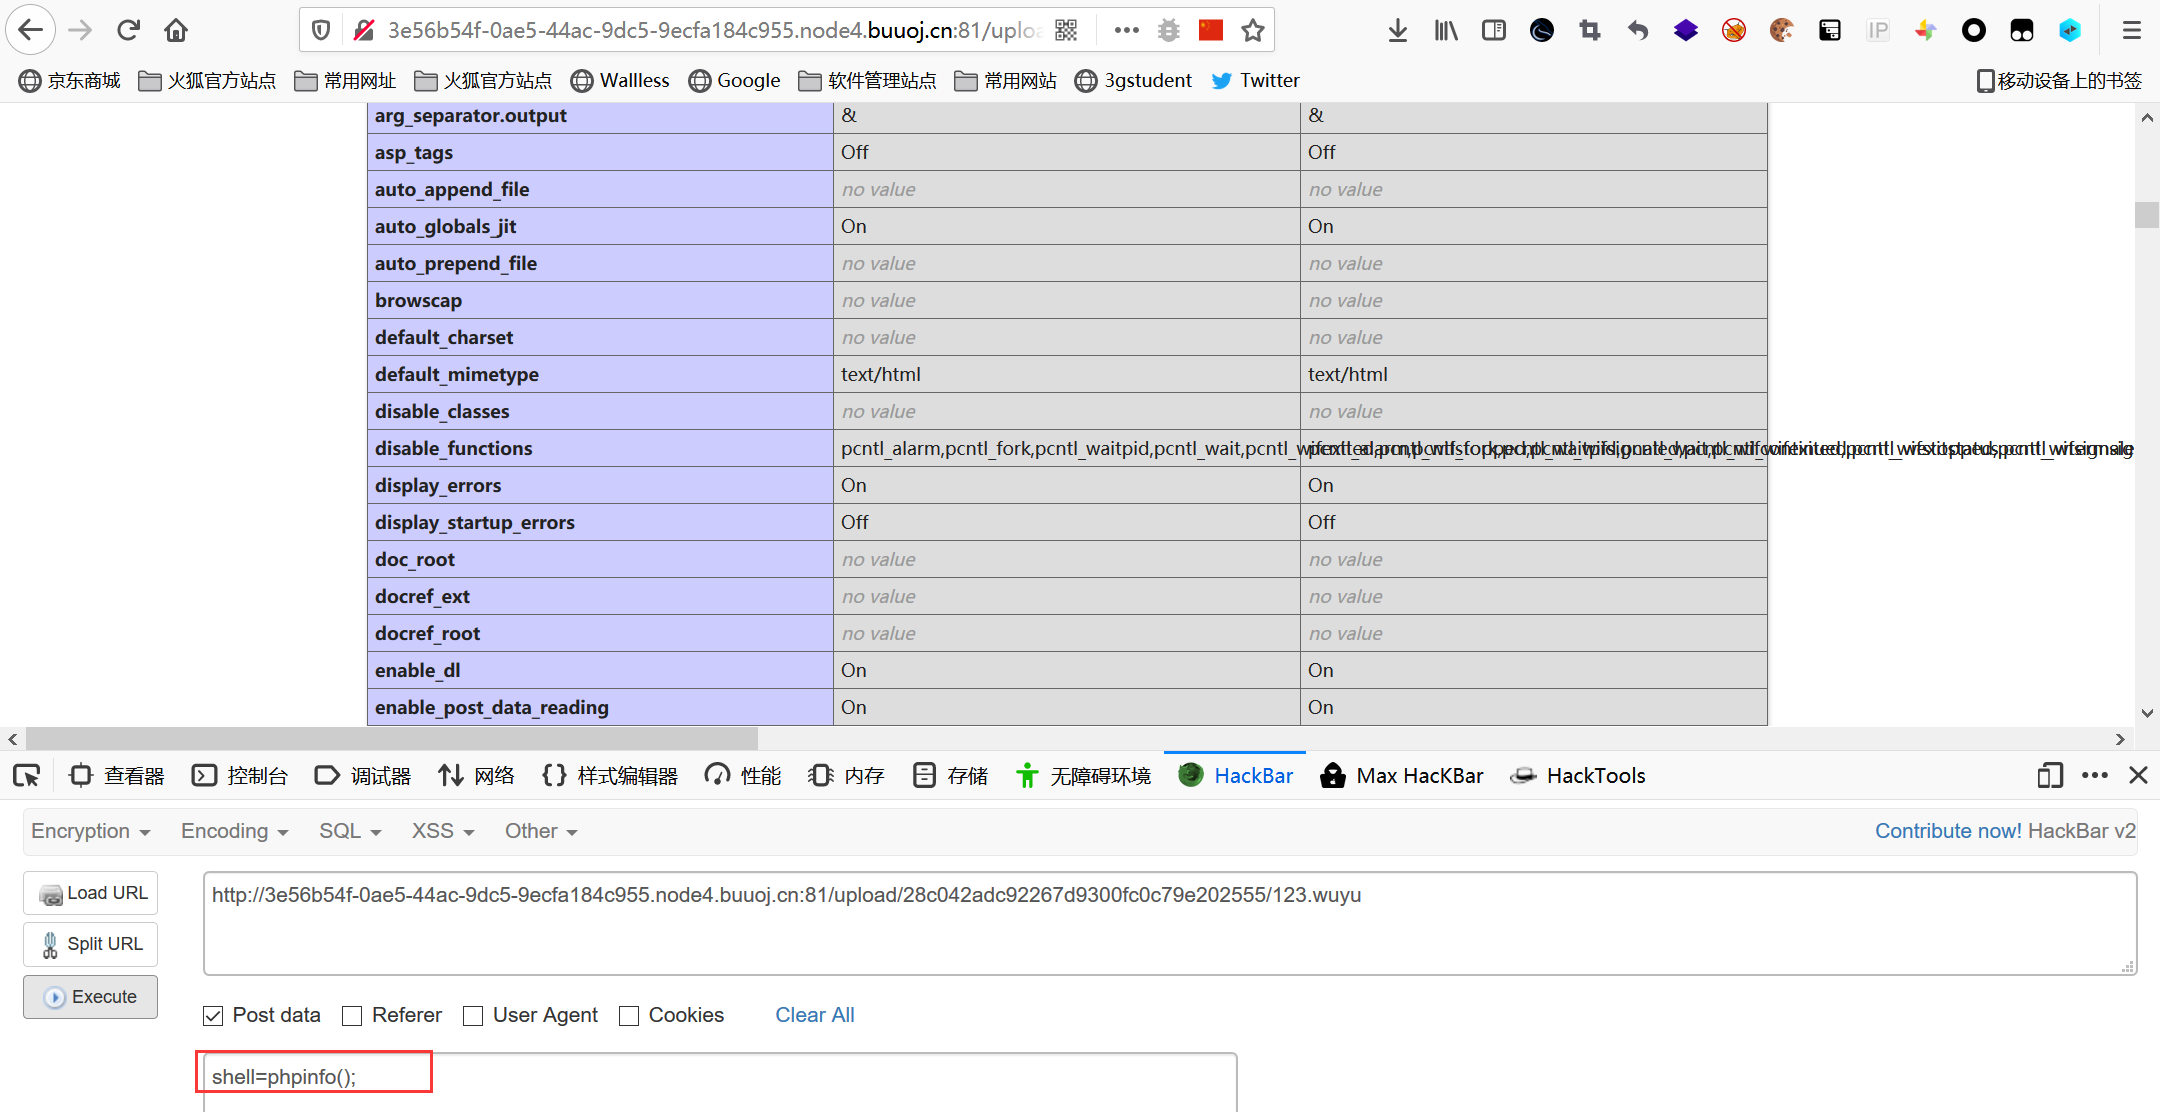 3e56b54f-0ae5-44ac-9dc5-9ecfa184c955.node4.buuoj.cn:81/uploa
京东商城 火狐官方站点 常用网址 火狐官方站点 Wallless Google 软件管理站点 常用网站 3gstudent Twitter 移动设备上的书签
arg_separator.output & &
asp_tags Off Off
auto_append_file no value no value
auto_globals_jit On On
auto_prepend_file no value no value
browscap no value no value
default_charset no value no value
default_mimetype text/html text/html
disable_classes no value no value
disable_functions pcntl_alarm,pcntl_fork,pcntl_waitpid,pcntl_wait,
display_errors On On
display_startup_errors Off Off
doc_root no value no value
docref_ext no value no value
docref_root no value no value
enable_dl On On
enable_post_data_reading On On
查看器 控制台 调试器 网络 样式编辑器 性能 内存 存储 无障碍环境 HackBar Max HacKBar HackTools
Encryption Encoding SQL XSS Other Contribute now! HackBar v2
Load URL
http://3e56b54f-0ae5-44ac-9dc5-9ecfa184c955.node4.buuoj.cn:81/upload/28c042adc92267d9300fc0c79e202555/123.wuyu
Split URL
Execute
Post data Referer User Agent Cookies Clear All
shell=phpinfo();